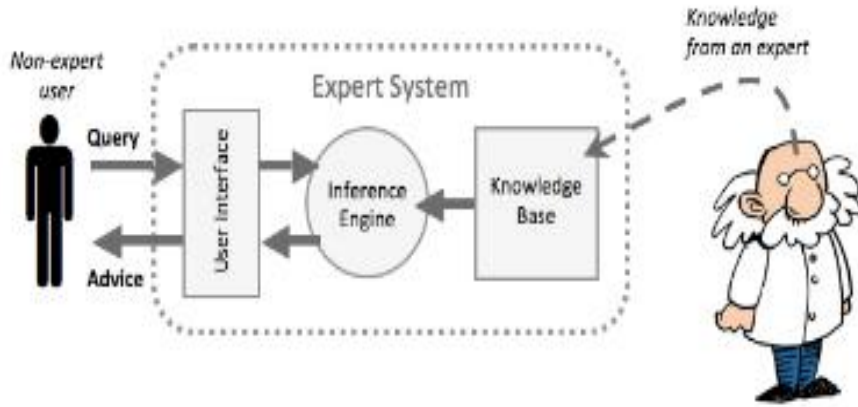 Non-expert
user
Query
Advice
Expert System
User Interface
Inference
Engine
Knowledge
Base
Knowledge
from an expert